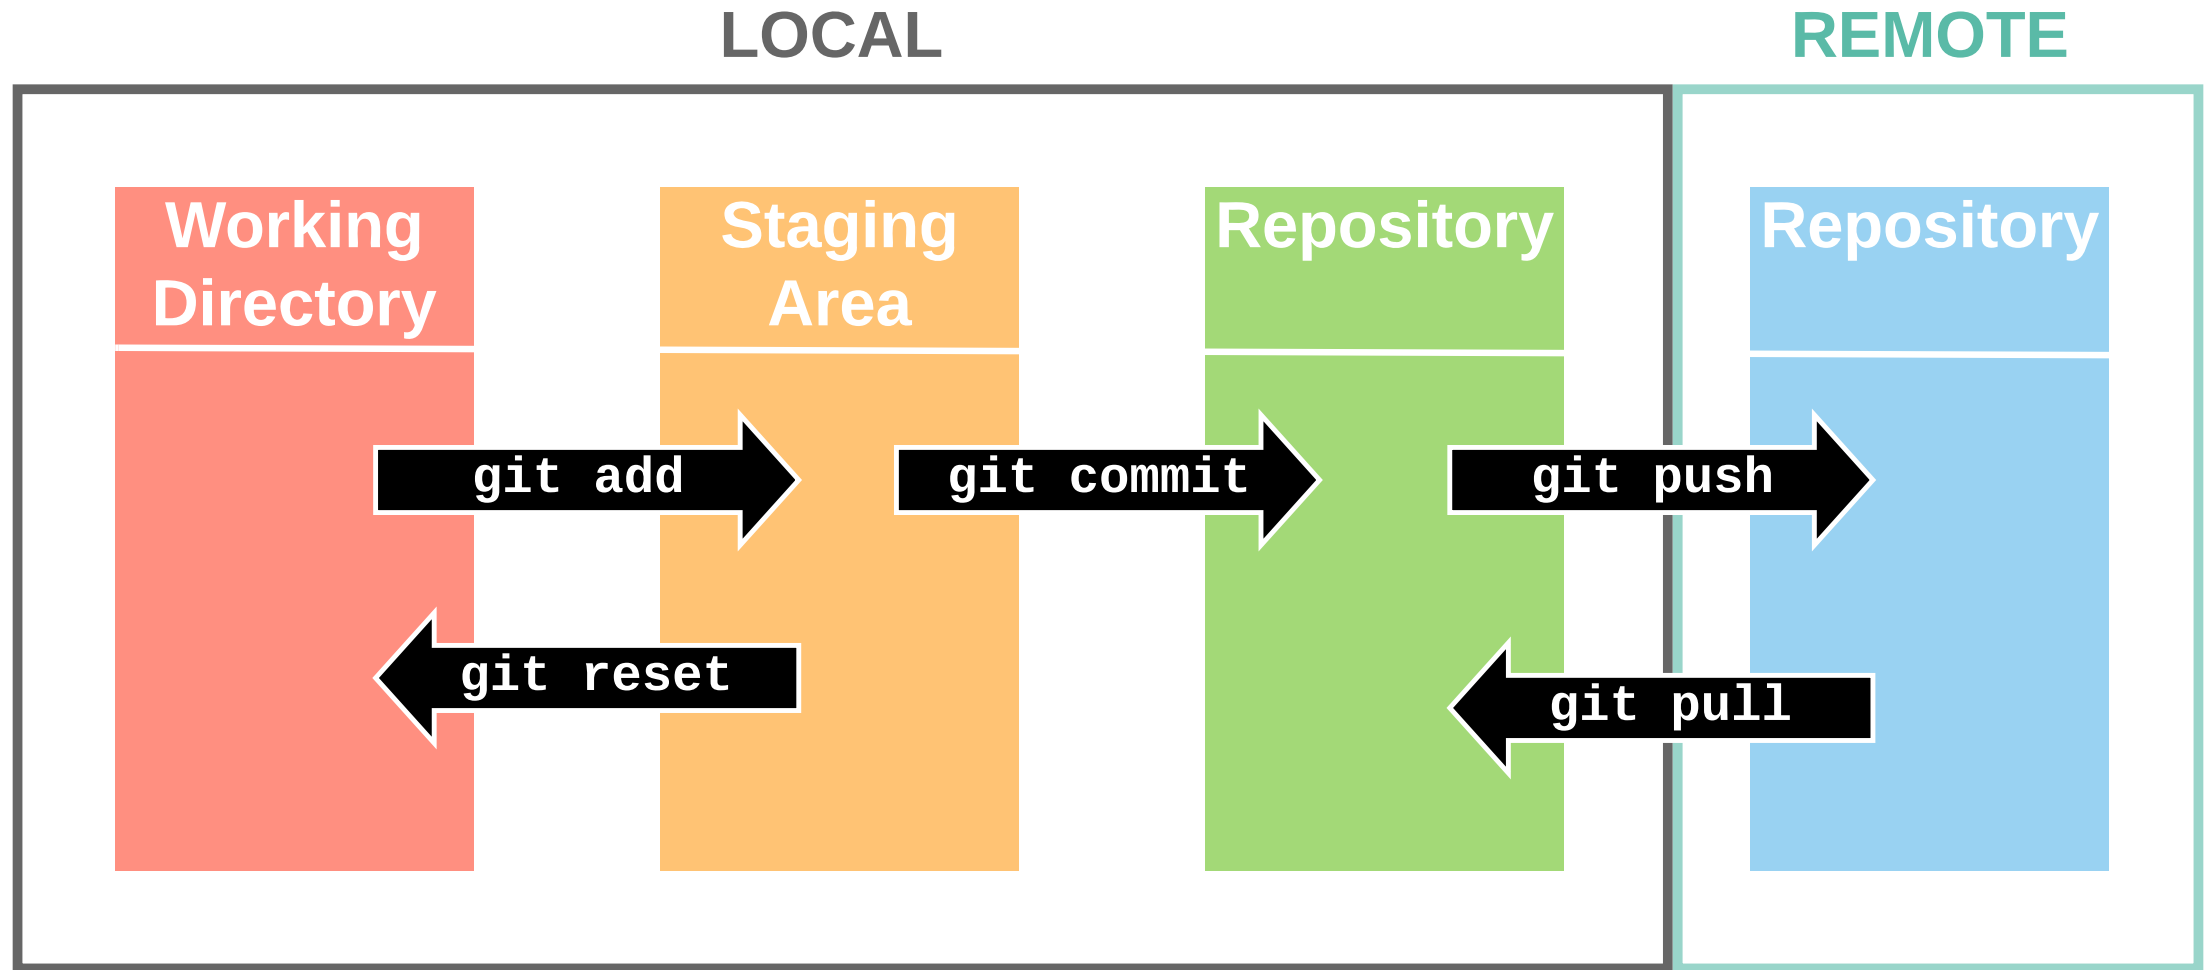 LOCAL
REMOTE
Working
Directory
Staging
Area
Repository
Repository
git add
git commit
git push
git reset
git pull